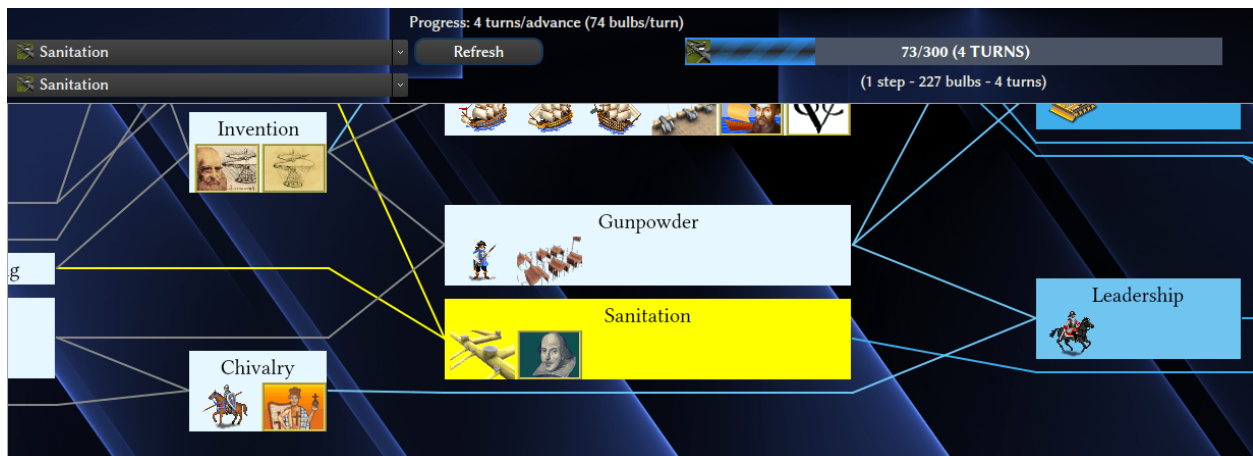 Progress: 4 turns/advance (74 bulbs/turn)
Sanitation
Refresh
73/300 (4 TURNS)
Sanitation
(1 step - 227 bulbs - 4 turns)
Invention
Gunpowder
g
Leadership
Sanitation
Chivalry